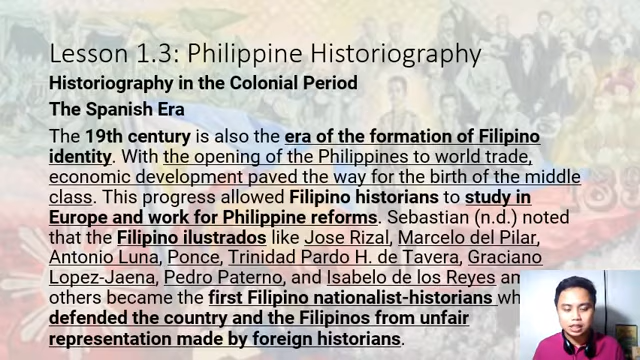 Lesson 1.3: Philippine Historiography
Historiography in the Colonial Period
The Spanish Era
The 19th century is also the era of the formation of Filipino
identity. With the opening of the Philippines to world trade,
economic development paved the way for the birth of the middle
class. This progress allowed Filipino historians to study in
Europe and work for Philippine reforms. Sebastian (n.d.) noted
that the Filipino ilustrados like Jose Rizal, Marcelo del Pilar,
Antonio Luna, Ponce, Trinidad Pardo H. de Tavera, Graciano
Lopez-Jaena, Pedro Paterno, and Isabelo de los Reyes
others became the first Filipino nationalist-historians
defended the country and the Filipinos from unfair
representation made by foreign historians.